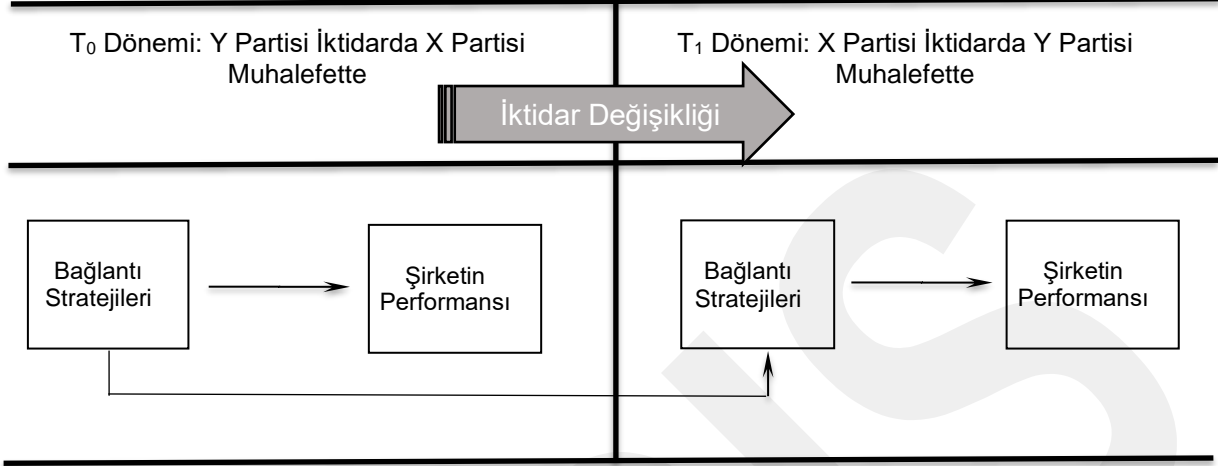 T₀ Dönemi: Y Partisi İktidarda X Partisi
Muhalefette
T₁ Dönemi: X Partisi İktidarda Y Partisi
Muhalefette
İktidar Değişikliği
Bağlantı
Stratejileri
Şirketin
Performansı
Bağlantı
Stratejileri
Şirketin
Performansı